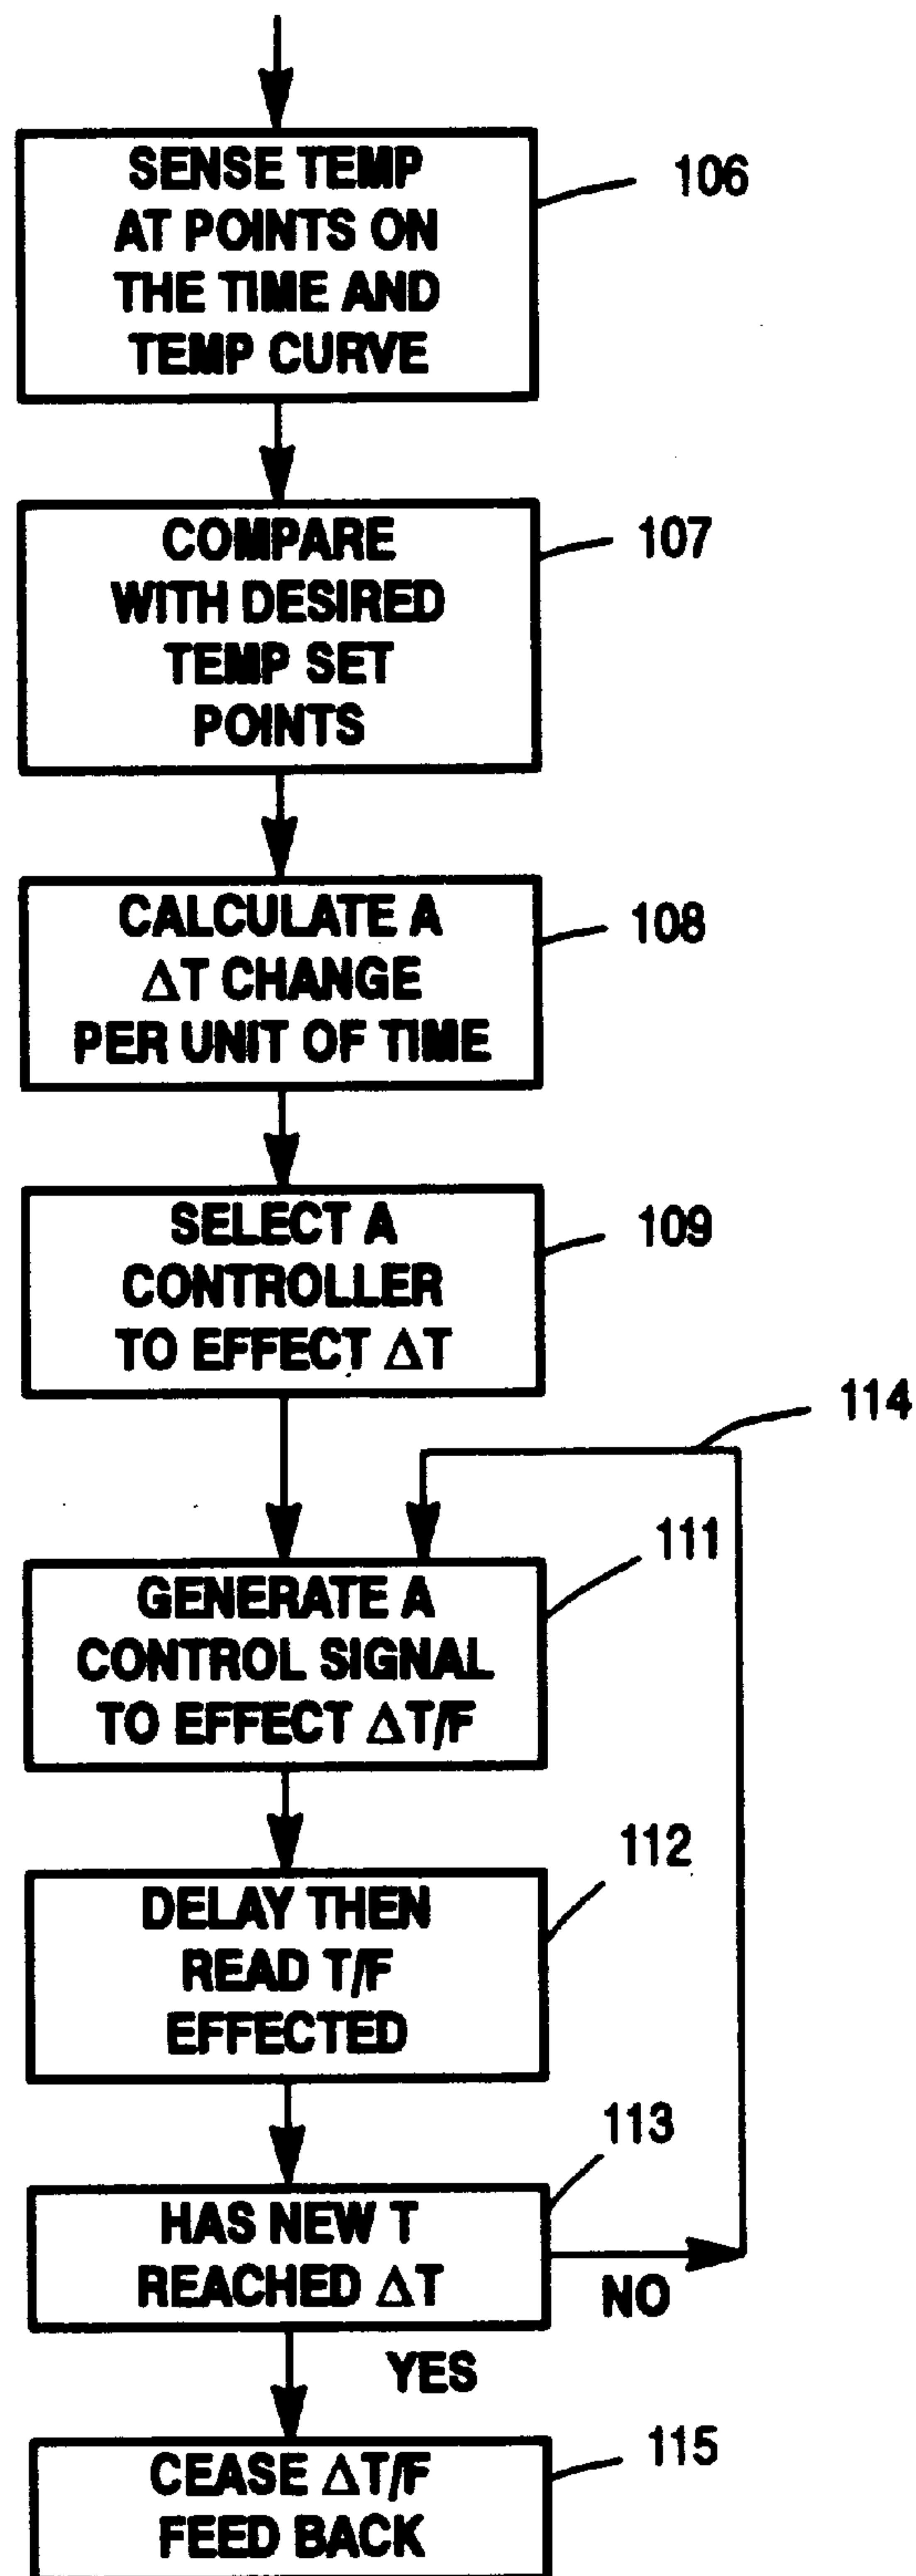 SENSE TEMP
AT POINTS ON
THE TIME AND
TEMP CURVE
106
COMPARE
WITH DESIRED
TEMP SET
POINTS
107
CALCULATE A
ΔT CHANGE
PER UNIT OF TIME
108
SELECT A
CONTROLLER
TO EFFECT ΔT
109
114
GENERATE A
CONTROL SIGNAL
TO EFFECT ΔT/F
111
DELAY THEN
READ T/F
EFFECTED
112
HAS NEW T
REACHED ΔT
113
NO
YES
CEASE ΔT/F
FEED BACK
115